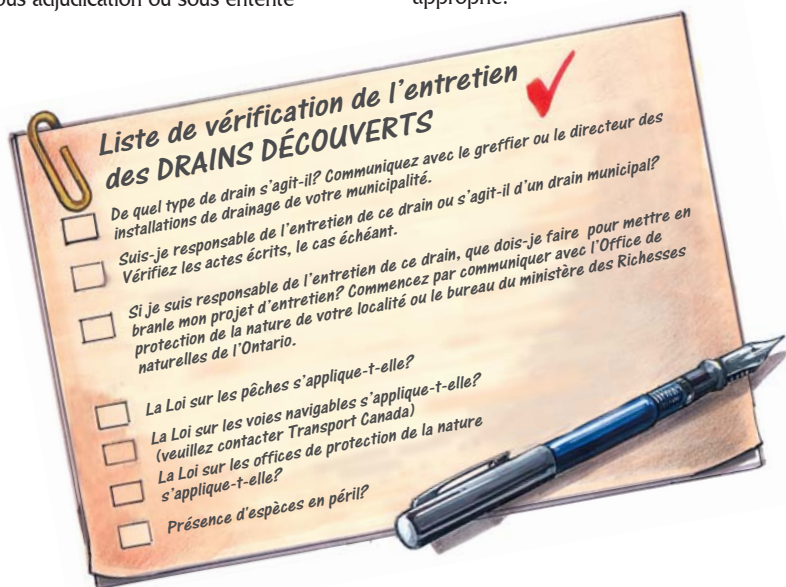 ous adjudication ou sous entente
approprié.
Liste de vérification de l'entretien
des DRAINS DÉCOUVERTS
De quel type de drain s'agit-il? Communiquez avec le greffier ou le directeur des
installations de drainage de votre municipalité.
Suis-je responsable de l'entretien de ce drain ou s'agit-il d'un drain municipal?
Vérifiez les actes écrits, le cas échéant.
Si je suis responsable de l'entretien de ce drain, que dois-je faire pour mettre en
branle mon projet d'entretien? Commencez par communiquer avec l'Office de
protection de la nature de votre localité ou le bureau du ministère des Richesses
naturelles de l'Ontario.
La Loi sur les pêches s'applique-t-elle?
La Loi sur les voies navigables s'applique-t-elle?
(veuillez contacter Transport Canada)
La Loi sur les offices de protection de la nature
s'applique-t-elle?
Présence d'espèces en péril?